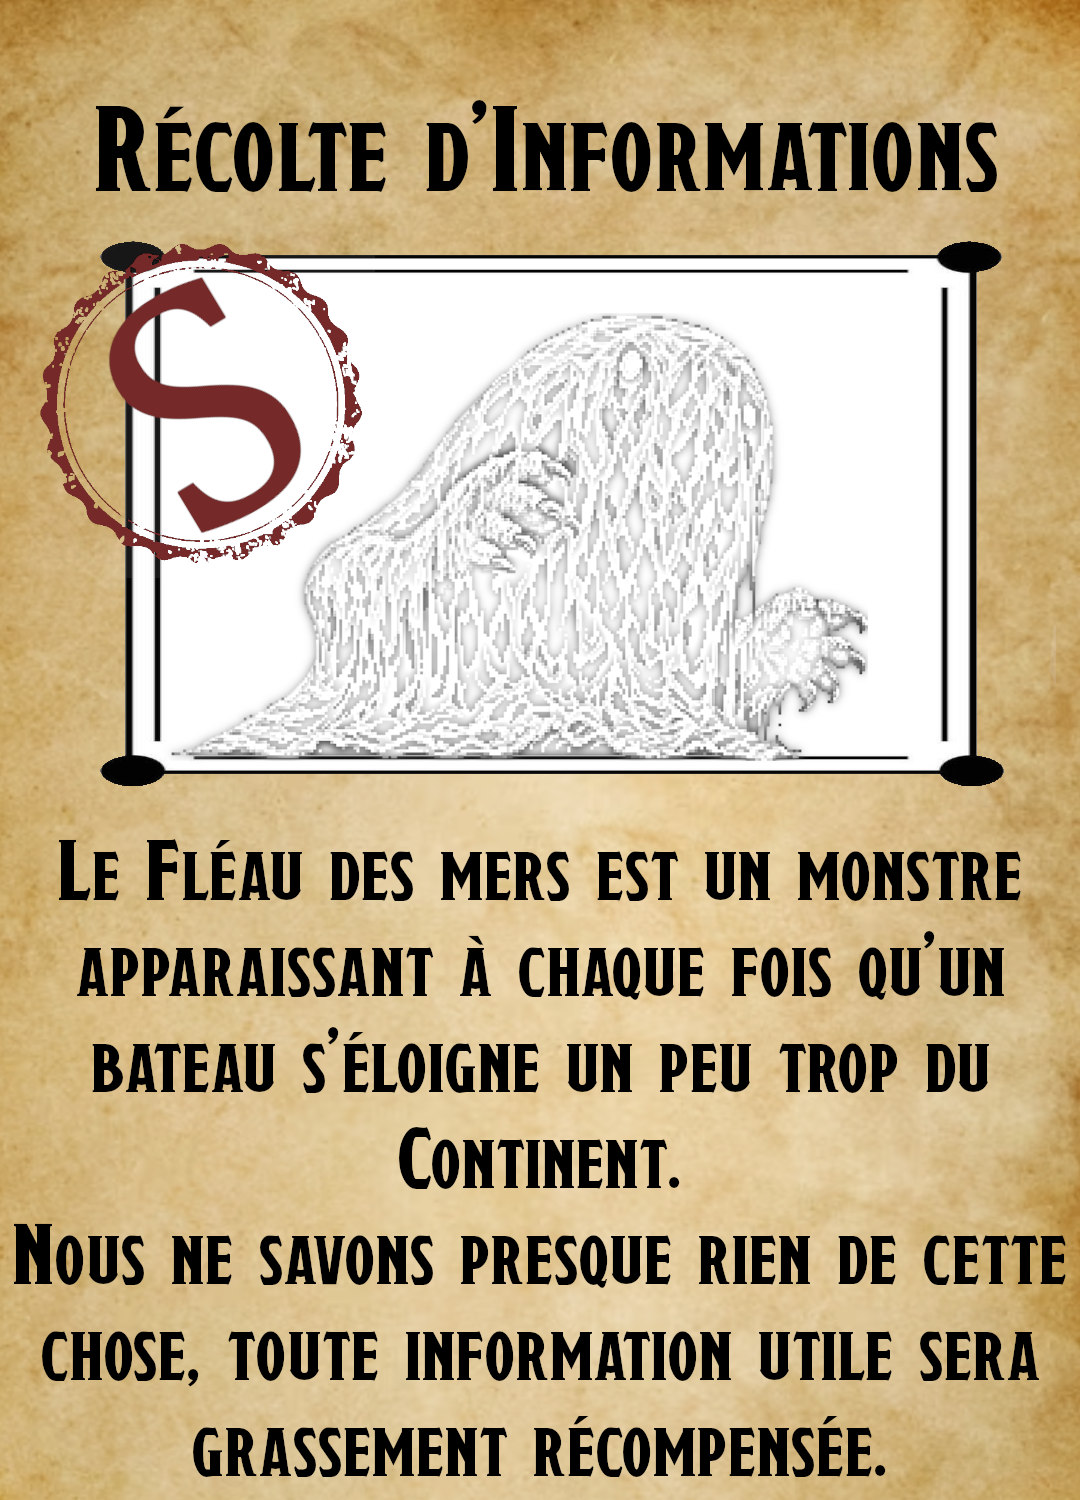 Récolte d'Informations
S
Le Fléau des mers est un monstre
apparaissant à chaque fois qu'un
bateau s'éloigne un peu trop du
Continent.
Nous ne savons presque rien de cette
chose, toute information utile sera
grassement récompensée.